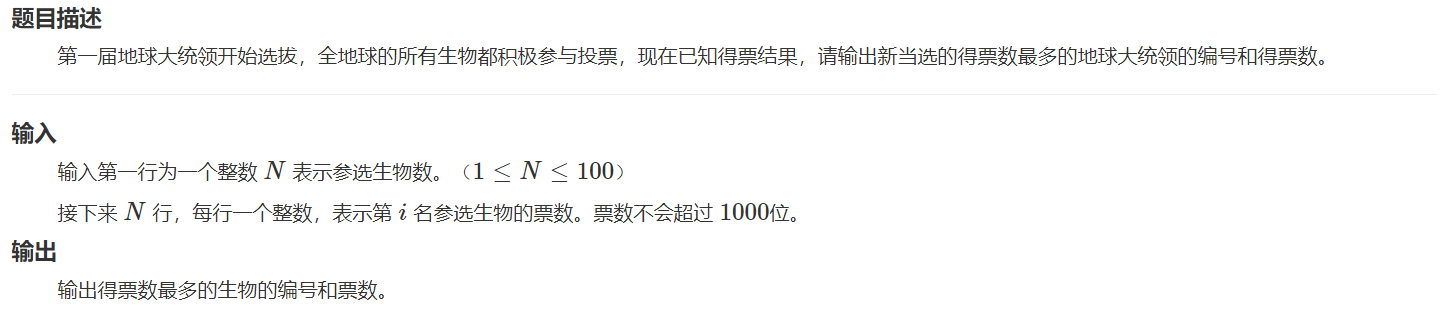 题目描述
第一届地球大统领开始选拔，全地球的所有生物都积极参与投票，现在已知得票结果，请输出新当选的得票数最多的地球大统领的编号和得票数。
输入
输入第一行为一个整数 N 表示参选生物数。（1 ≤ N ≤ 100）
接下来 N 行，每行一个整数，表示第 i 名参选生物的票数。票数不会超过 1000位。
输出
输出得票数最多的生物的编号和票数。